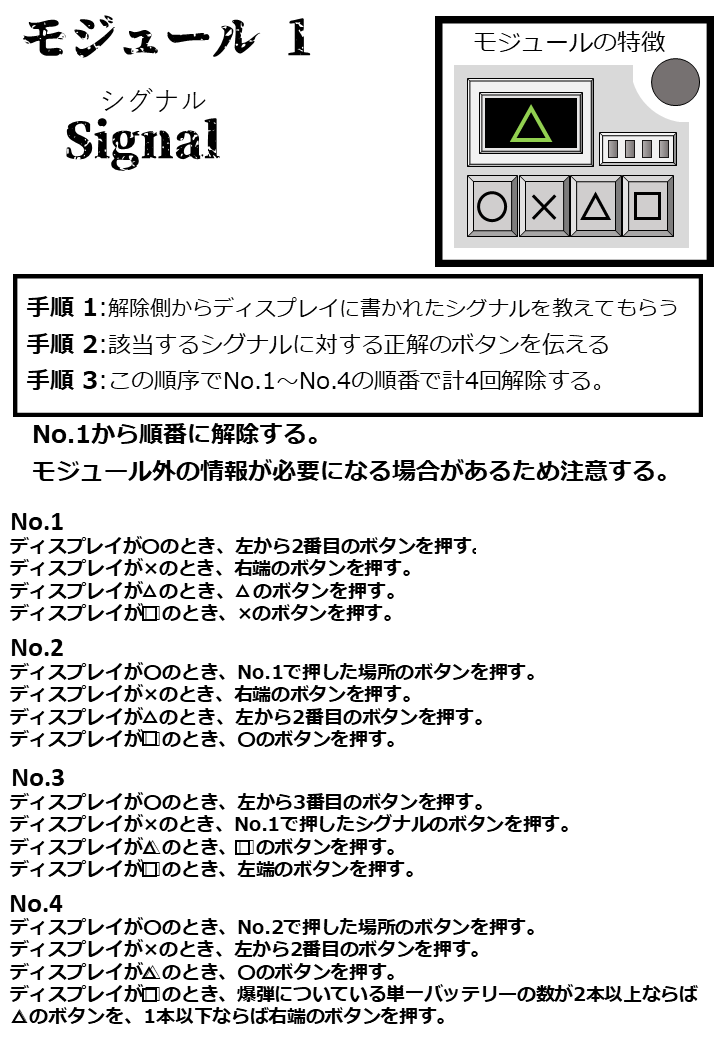 モジュール 1
シグナル
Signal
モジュールの特徴
△
○ × △ □
手順 1:解除側からディスプレイに書かれたシグナルを教えてもらう
手順 2:該当するシグナルに対する正解のボタンを伝える
手順 3:この順序でNo.1～No.4の順番で計4回解除する。
No.1から順番に解除する。
モジュール外の情報が必要になる場合があるため注意する。
No.1
ディスプレイが○のとき、左から2番目のボタンを押す。
ディスプレイが×のとき、右端のボタンを押す。
ディスプレイが△のとき、△のボタンを押す。
ディスプレイが□のとき、×のボタンを押す。
No.2
ディスプレイが○のとき、No.1で押した場所のボタンを押す。
ディスプレイが×のとき、右端のボタンを押す。
ディスプレイが△のとき、左から2番目のボタンを押す。
ディスプレイが□のとき、○のボタンを押す。
No.3
ディスプレイが○のとき、左から3番目のボタンを押す。
ディスプレイが×のとき、No.1で押したシグナルのボタンを押す。
ディスプレイが△のとき、□のボタンを押す。
ディスプレイが□のとき、左端のボタンを押す。
No.4
ディスプレイが○のとき、No.2で押した場所のボタンを押す。
ディスプレイが×のとき、左から2番目のボタンを押す。
ディスプレイが△のとき、○のボタンを押す。
ディスプレイが□のとき、爆弾についている単一バッテリーの数が2本以上ならば
△のボタンを、1本以下ならば右端のボタンを押す。